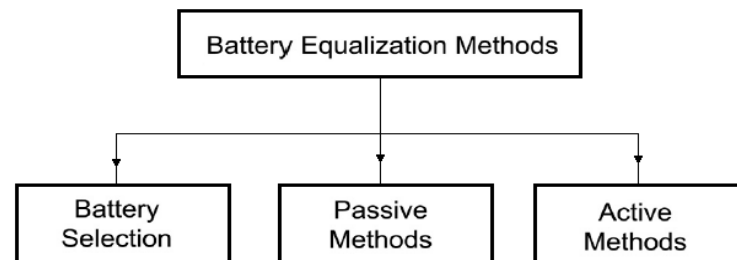 Battery Equalization Methods
Battery
Selection
Passive
Methods
Active
Methods